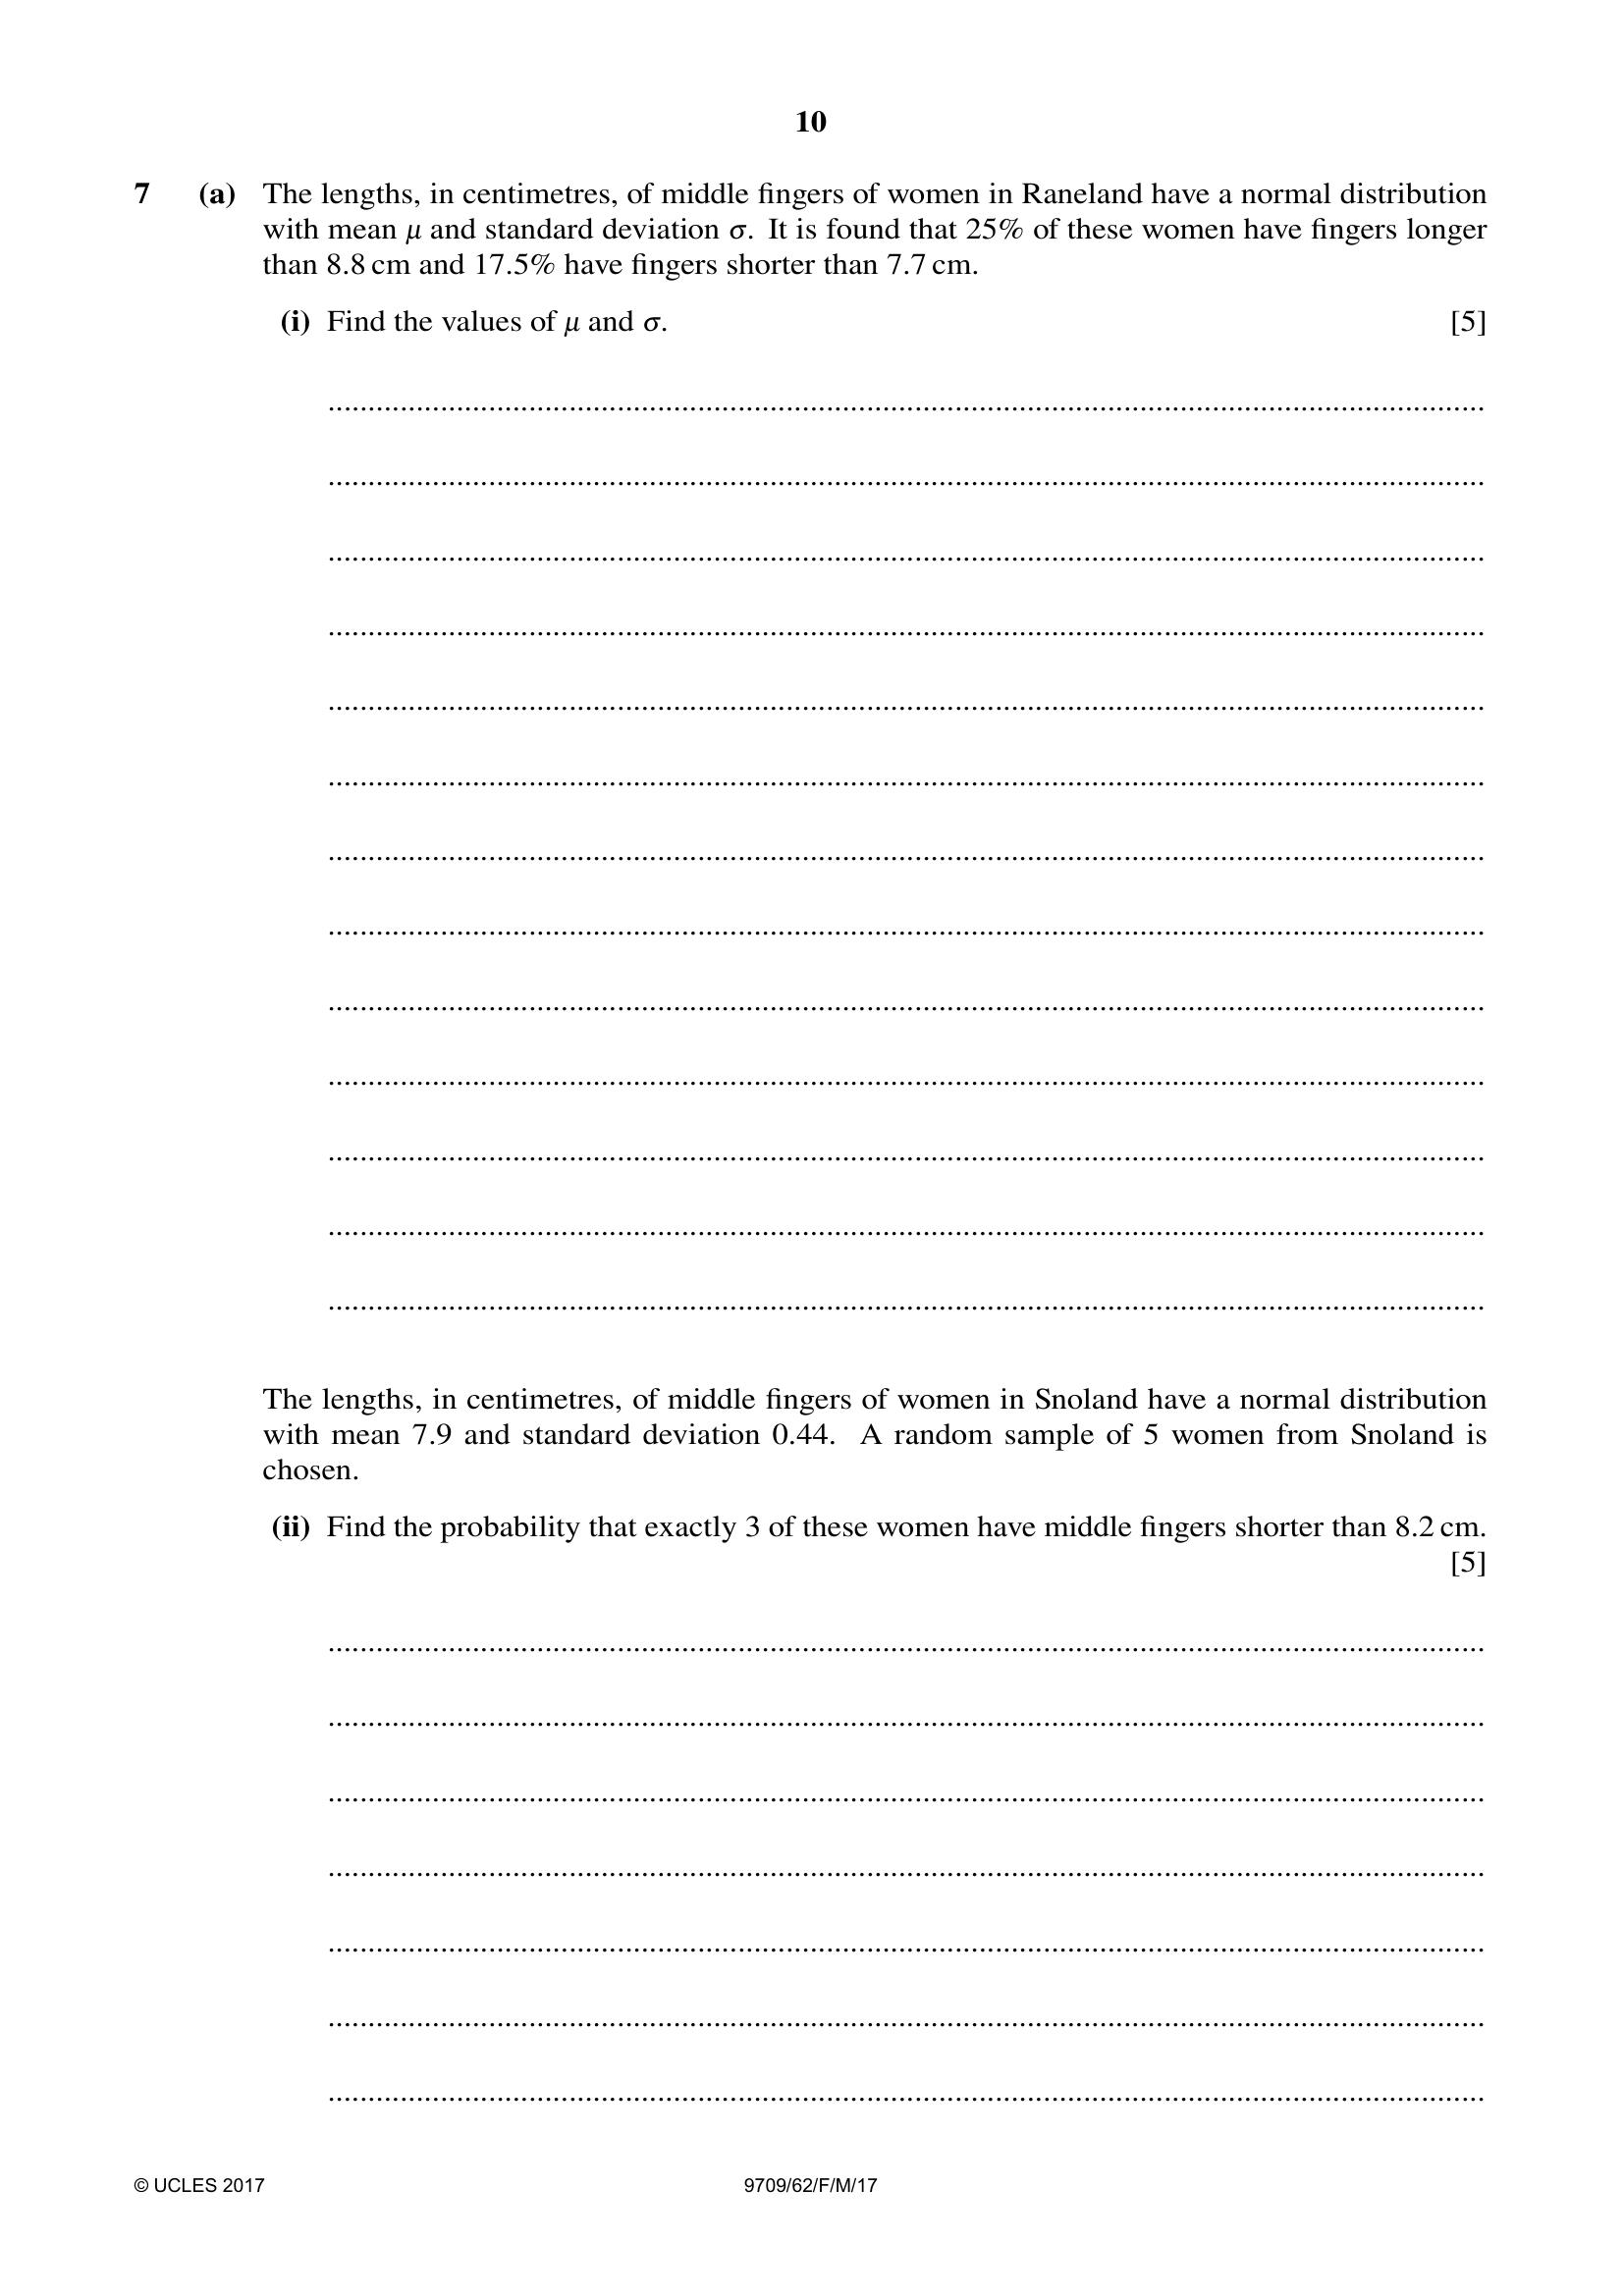 10
7 (a) The lengths, in centimetres, of middle fingers of women in Raneland have a normal distribution
with mean μ and standard deviation σ. It is found that 25% of these women have fingers longer
than 8.8 cm and 17.5% have fingers shorter than 7.7 cm.
(i) Find the values of μ and σ. [5]
The lengths, in centimetres, of middle fingers of women in Snoland have a normal distribution
with mean 7.9 and standard deviation 0.44. A random sample of 5 women from Snoland is
chosen.
(ii) Find the probability that exactly 3 of these women have middle fingers shorter than 8.2 cm.
[5]
© UCLES 2017 9709/62/F/M/17